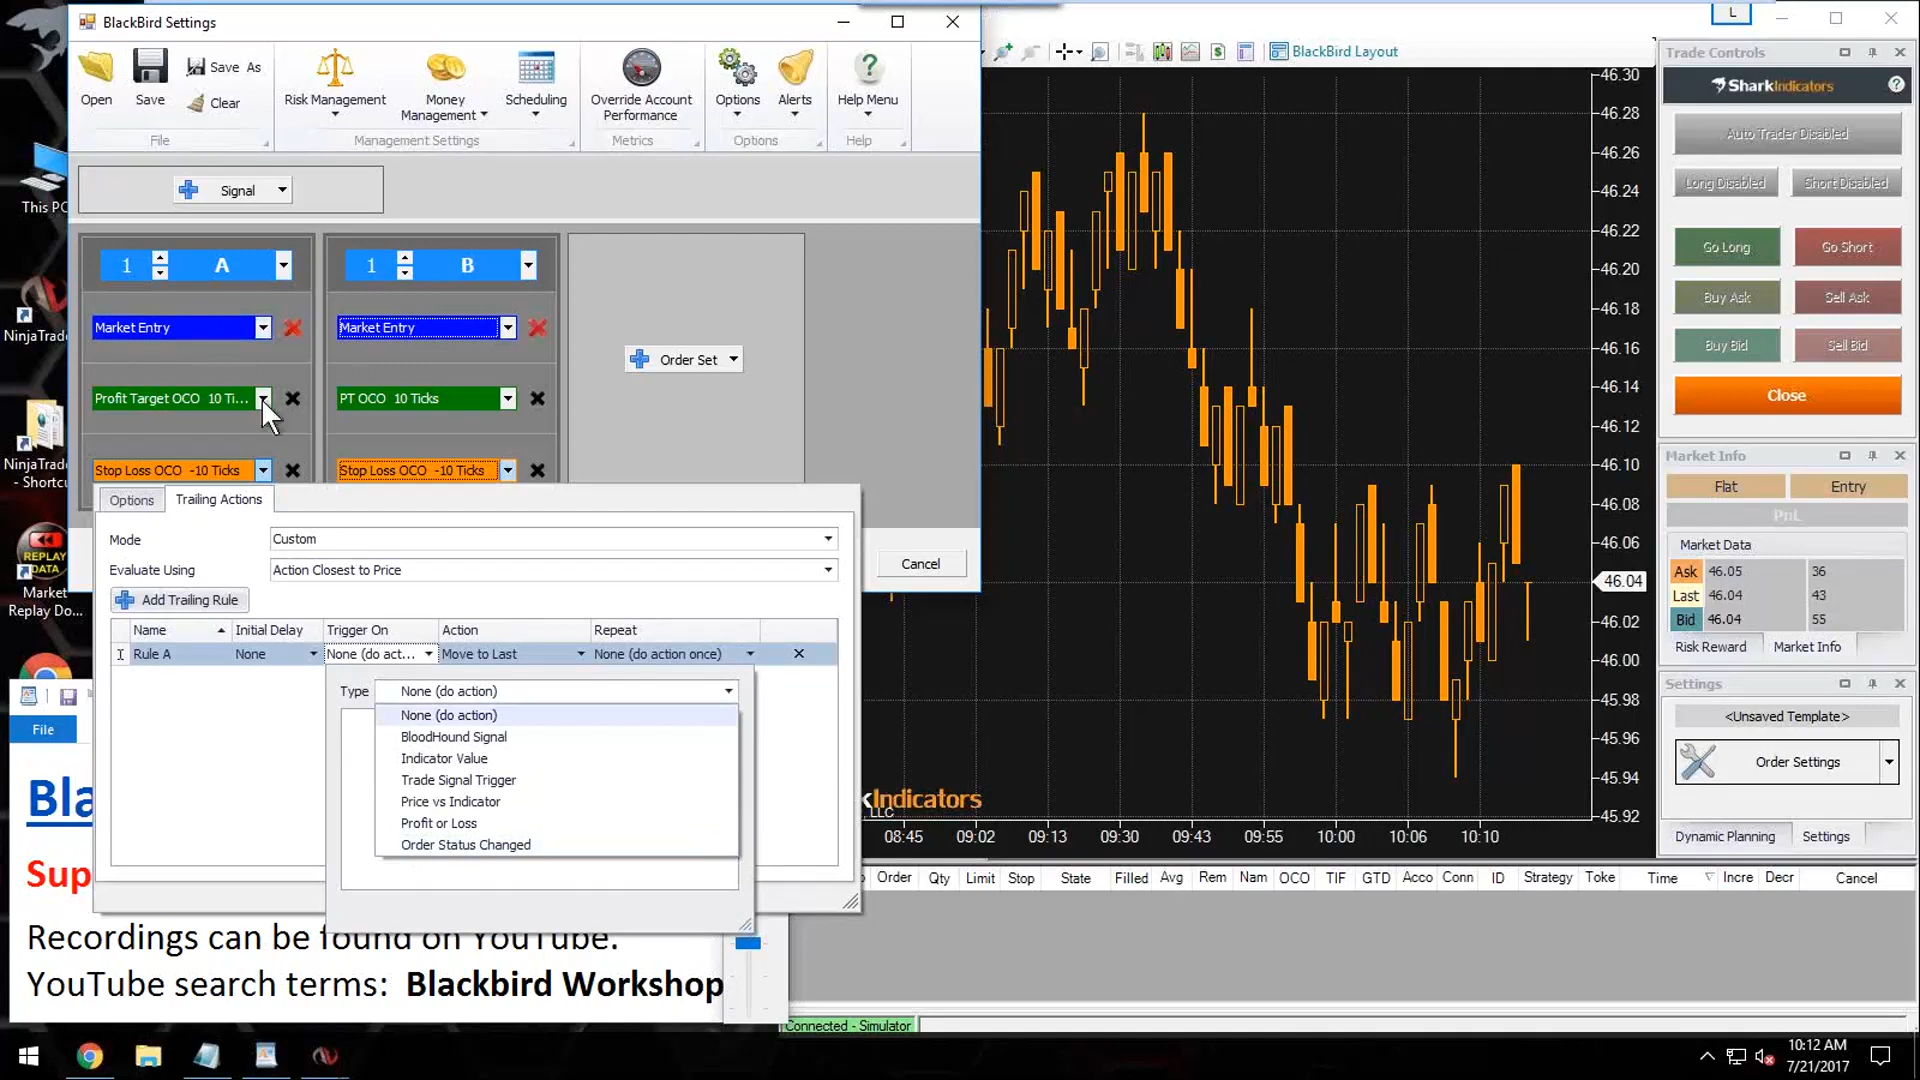 BlackBird Settings
L
Open
Save
Save As
Clear
File
Risk Management
Money Management
Scheduling
Management Settings
Override Account Performance
Metrics
Options
Alerts
Options
Help Menu
Help
Signal
1 A
1 B
Market Entry
Market Entry
Profit Target OCO 10 Ti...
PT OCO 10 Ticks
Stop Loss OCO -10 Ticks
Stop Loss OCO -10 Ticks
Order Set
Options
Trailing Actions
Mode
Custom
Evaluate Using
Action Closest to Price
Add Trailing Rule
Name
Initial Delay
Trigger On
Action
Repeat
Rule A
None
None (do act...
Move to Last
None (do action once)
Type
None (do action)
None (do action)
BloodHound Signal
Indicator Value
Trade Signal Trigger
Price vs Indicator
Profit or Loss
Order Status Changed
Cancel
BlackBird Layout
46.30
46.28
46.26
46.24
46.22
46.20
46.18
46.16
46.14
46.12
46.10
46.08
46.06
46.04
46.02
46.00
45.98
45.96
45.94
45.92
Indicators
LLC
08:45
09:02
09:13
09:30
09:43
09:55
10:00
10:06
10:10
Order
Qty
Limit
Stop
State
Filled
Avg
Rem
Nam
OCO
TIF
GTD
Acco
Conn
ID
Strategy
Toke
Time
Incre
Decr
Cancel
Connected - Simulator
Trade Controls
SharkIndicators
Auto Trader Disabled
Long Disabled
Short Disabled
Go Long
Go Short
Buy Ask
Sell Ask
Buy Bid
Sell Bid
Close
Market Info
Flat
Entry
PnL
Market Data
Ask 46.05 36
Last 46.04 43
Bid 46.04 55
Risk Reward
Market Info
Settings
<Unsaved Template>
Order Settings
Dynamic Planning
Settings
This PC
NinjaTrade
NinjaTrade
- Shortcu
REPLAY
DATA
Market
Replay Do...
File
Bla
Sup
Recordings can be found on YouTube.
YouTube search terms: Blackbird Workshop
10:12 AM
7/21/2017